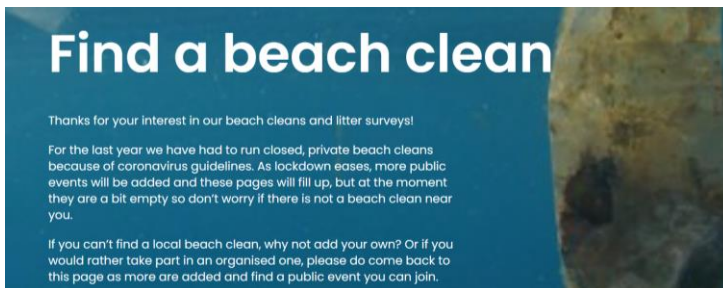 Find a beach clean
Thanks for your interest in our beach cleans and litter surveys!
For the last year we have had to run closed, private beach cleans
because of coronavirus guidelines. As lockdown eases, more public
events will be added and these pages will fill up, but at the moment
they are a bit empty so don’t worry if there is not a beach clean near
you.
If you can’t find a local beach clean, why not add your own? Or if you
would rather take part in an organised one, please do come back to
this page as more are added and find a public event you can join.